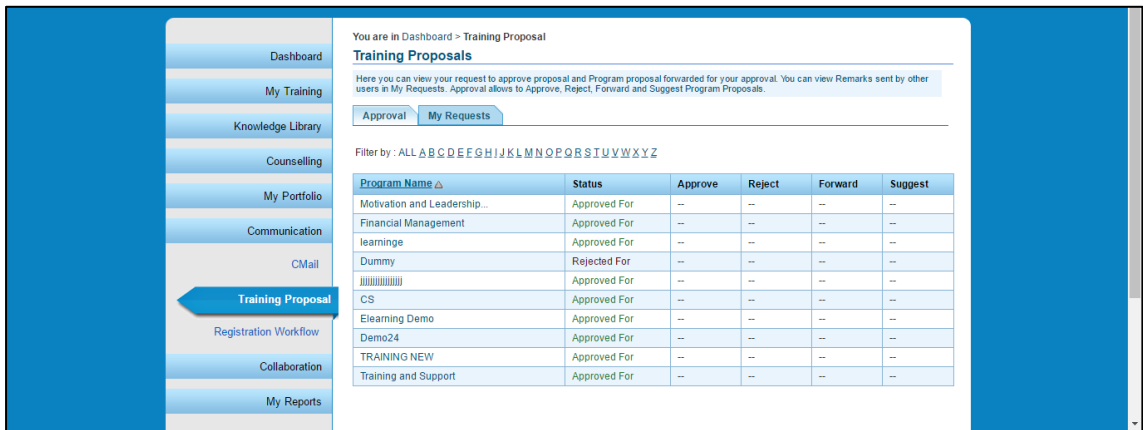 Dashboard
My Training
Knowledge Library
Counselling
My Portfolio
Communication
CMail
Training Proposal
Registration Workflow
Collaboration
My Reports
You are in Dashboard > Training Proposal
Training Proposals
Here you can view your request to approve proposal and Program proposal forwarded for your approval. You can view Remarks sent by other
users in My Requests. Approval allows to Approve, Reject, Forward and Suggest Program Proposals.
Approval My Requests
Filter by : ALL A B C D E F G H I J K L M N O P Q R S T U V W X Y Z
Program Name Status Approve Reject Forward Suggest
Motivation and Leadership... Approved For -- -- -- --
Financial Management Approved For -- -- -- --
learninge Approved For -- -- -- --
Dummy Rejected For -- -- -- --
Approved For -- -- -- --
CS Approved For -- -- -- --
Elearning Demo Approved For -- -- -- --
Demo24 Approved For -- -- -- --
TRAINING NEW Approved For -- -- -- --
Training and Support Approved For -- -- -- --